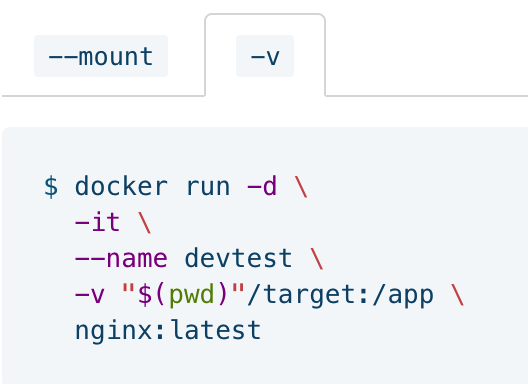 --mount
-v
$ docker run -d \
-it \
--name devtest \
-v "$(pwd)"/target:/app \
nginx:latest